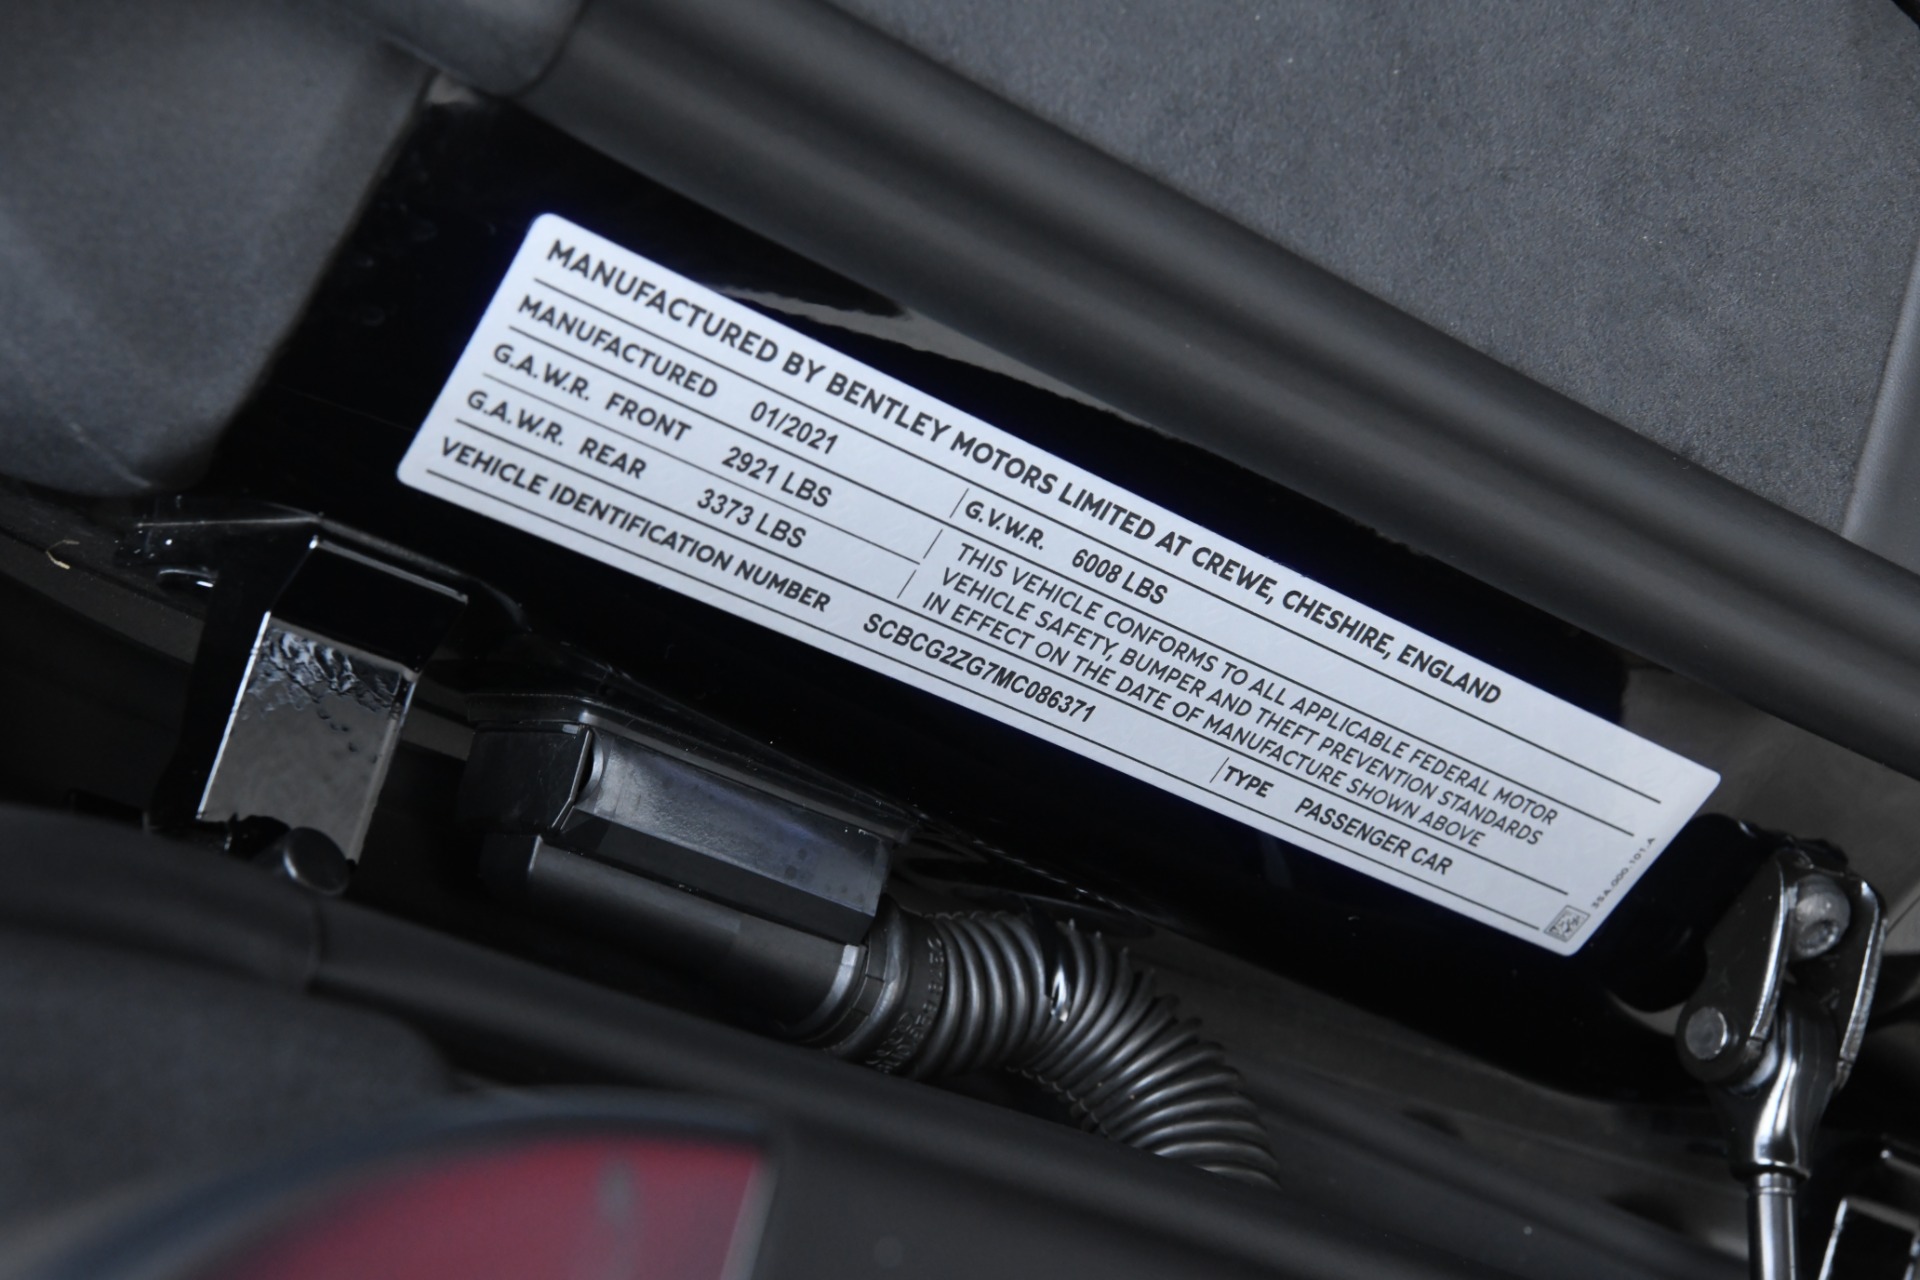 MANUFACTURED BY BENTLEY MOTORS LIMITED AT CREWE, CHESHIRE, ENGLAND
MANUFACTURED 01/2021 G.V.W.R. 6008 LBS
G.A.W.R. FRONT 2921 LBS
G.A.W.R. REAR 3373 LBS
THIS VEHICLE CONFORMS TO ALL APPLICABLE FEDERAL MOTOR
VEHICLE SAFETY, BUMPER AND THEFT PREVENTION STANDARDS
IN EFFECT ON THE DATE OF MANUFACTURE SHOWN ABOVE
VEHICLE IDENTIFICATION NUMBER SCBCG2ZG7MC086371 TYPE PASSENGER CAR